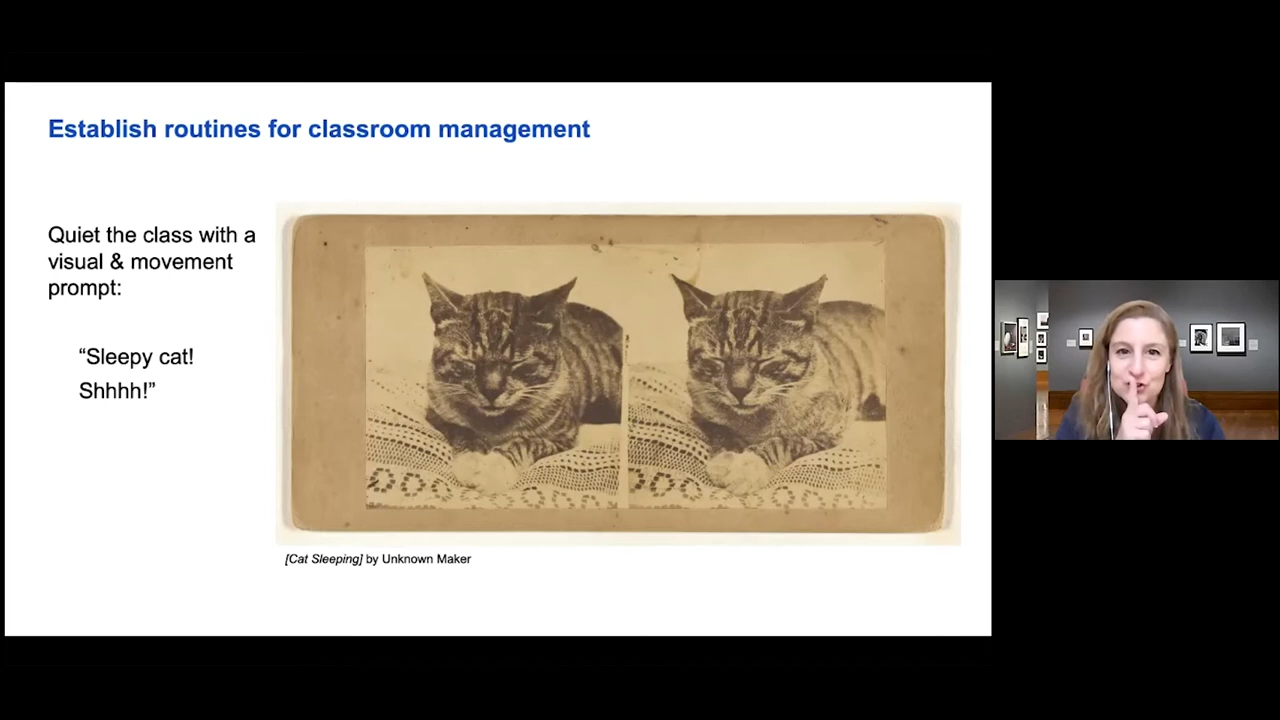 Establish routines for classroom management
Quiet the class with a
visual & movement
prompt:
“Sleepy cat!
Shhhh!”
[Cat Sleeping] by Unknown Maker